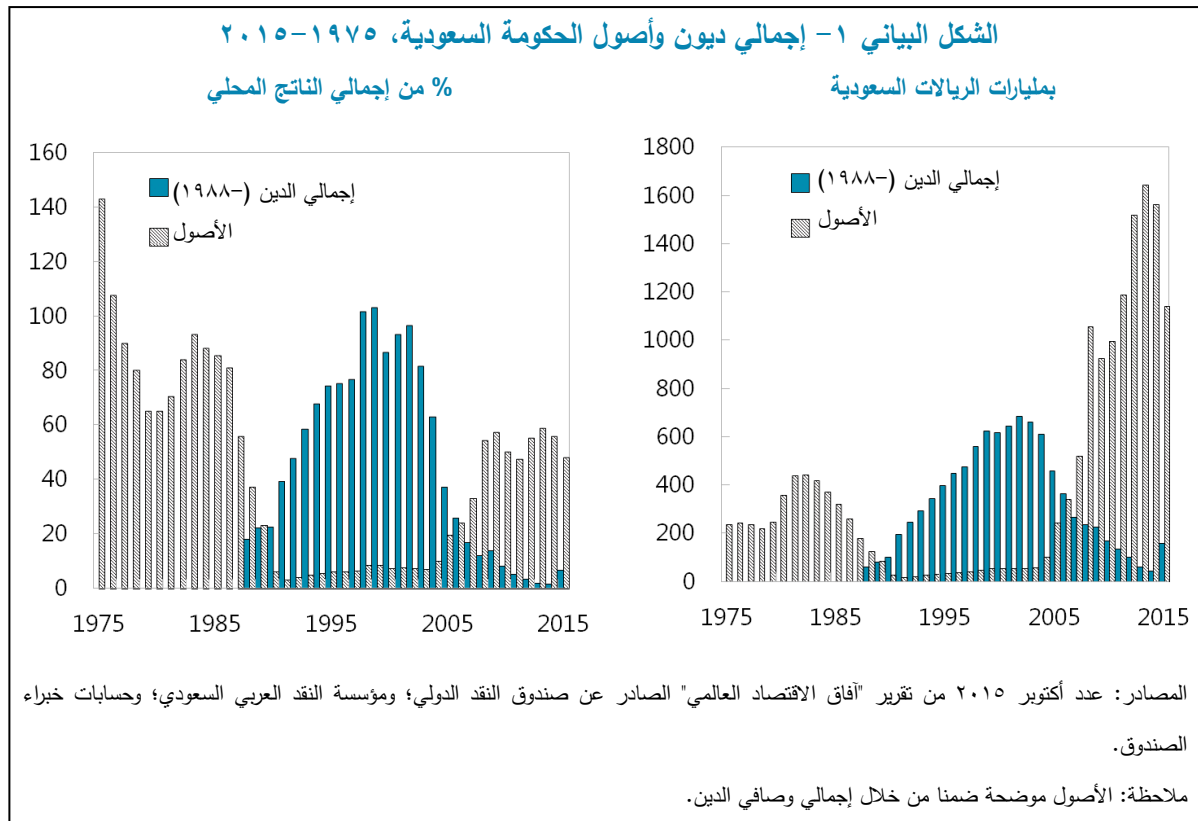 الشكل البياني ١- إجمالي ديون وأصول الحكومة السعودية، ١٩٧٥-٢٠١٥
بمليارات الريالات السعودية
1800
1600
1400
1200
1000
800
600
400
200
0
إجمالي الدين (-١٩٨٨)
الأصول
1975 1985 1995 2005 2015
% من إجمالي الناتج المحلي
160
140
120
100
80
60
40
20
0
إجمالي الدين (-١٩٨٨)
الأصول
1975 1985 1995 2005 2015
المصادر: عدد أكتوبر ٢٠١٥ من تقرير "آفاق الاقتصاد العالمي" الصادر عن صندوق النقد الدولي؛ ومؤسسة النقد العربي السعودي؛ وحسابات خبراء
الصندوق.
ملاحظة: الأصول موضحة ضمنا من خلال إجمالي وصافي الدين.